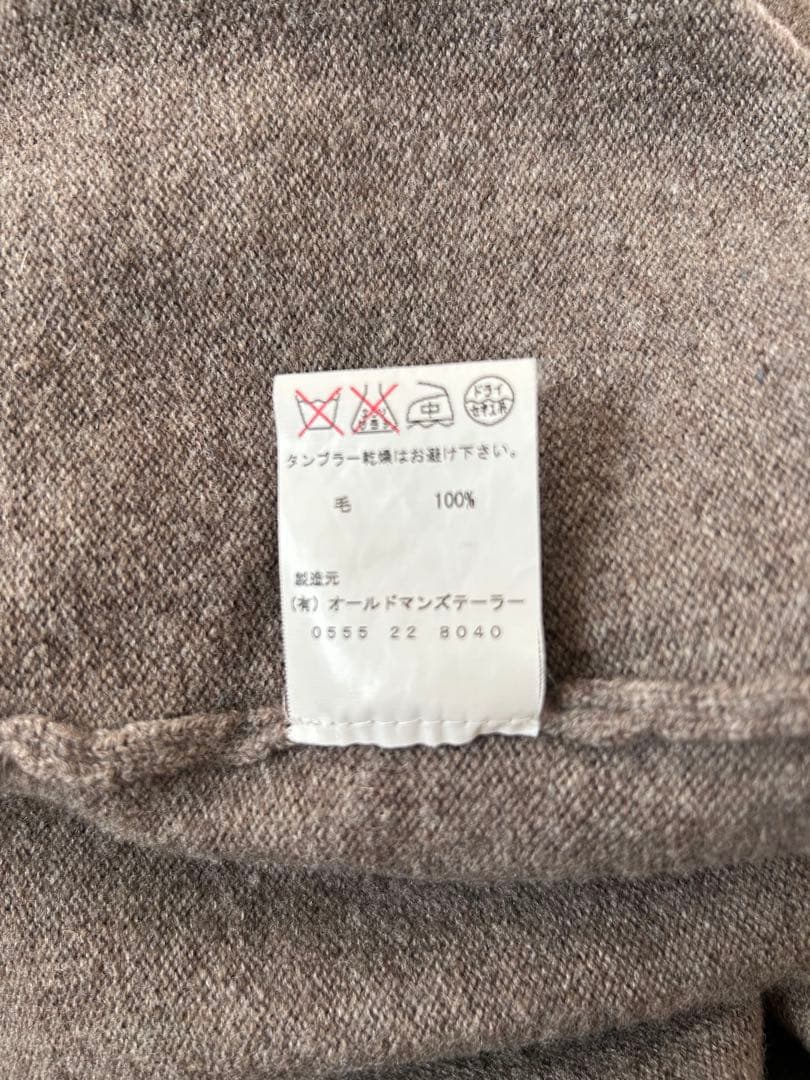 中 ドライ
セキユ系
タンブラー乾燥はお避け下さい。
毛 100%
製造元
(有) オールドマンズテーラー
0555 22 8040